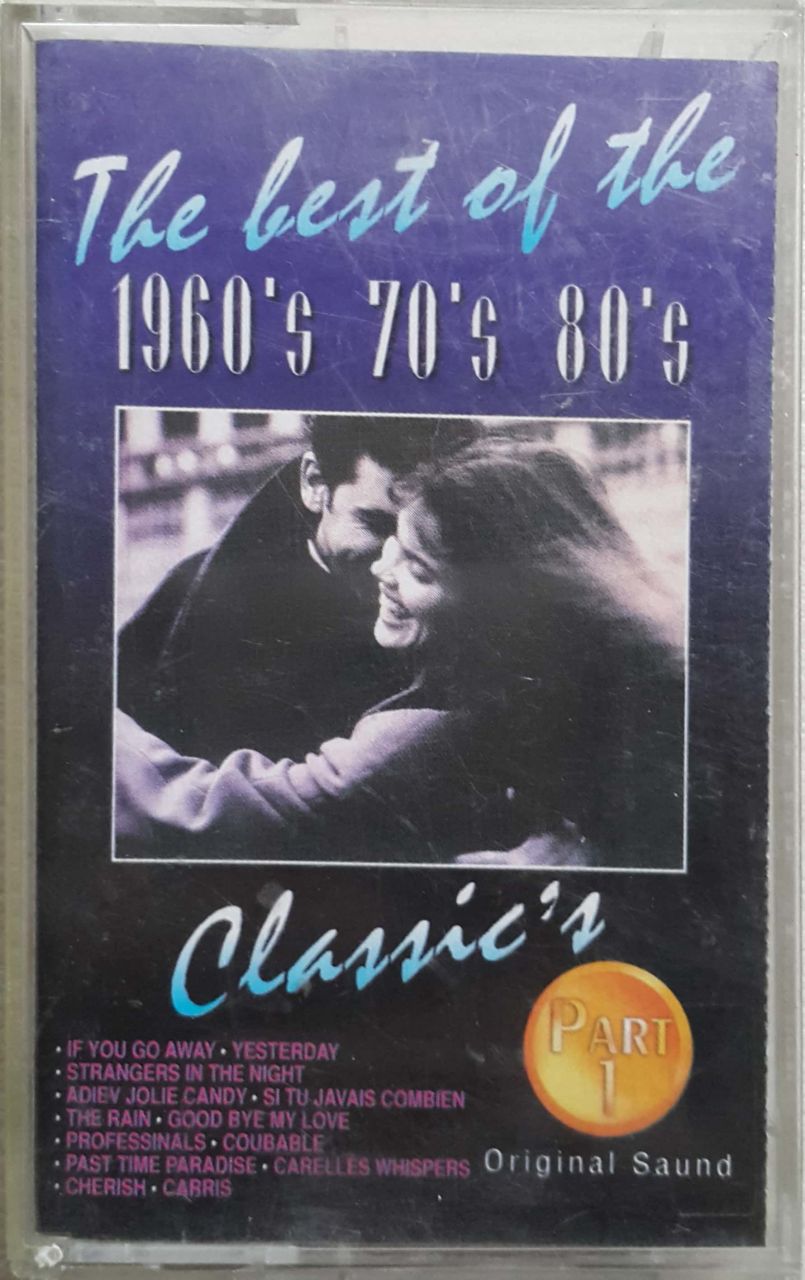 The best of the
1960's 70's 80's
Classic's
PART
1
Original Saund
• IF YOU GO AWAY • YESTERDAY
• STRANGERS IN THE NIGHT
• ADIEV JOLIE CANDY • SI TU JAVAIS COMBIEN
• THE RAIN • GOOD BYE MY LOVE
• PROFESSINALS • COUBABLE
• PAST TIME PARADISE • CARELLES WHISPERS
• CHERISH • CARRIS